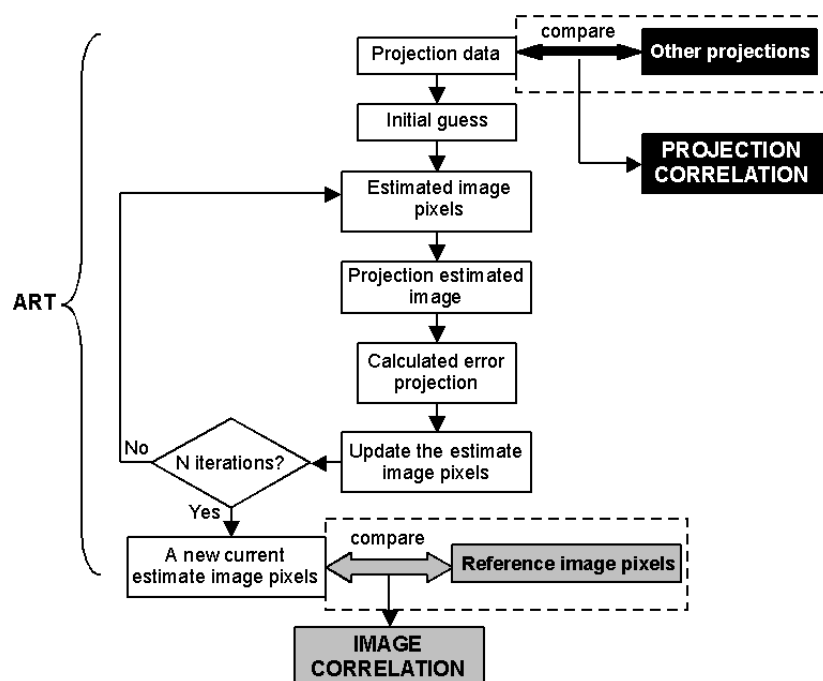 compare
Projection data
Other projections
Initial guess
PROJECTION
CORRELATION
Estimated image
pixels
Projection estimated
image
ART
Calculated error
projection
No
N iterations?
Update the estimate
image pixels
Yes
compare
A new current
estimate image pixels
Reference image pixels
IMAGE
CORRELATION